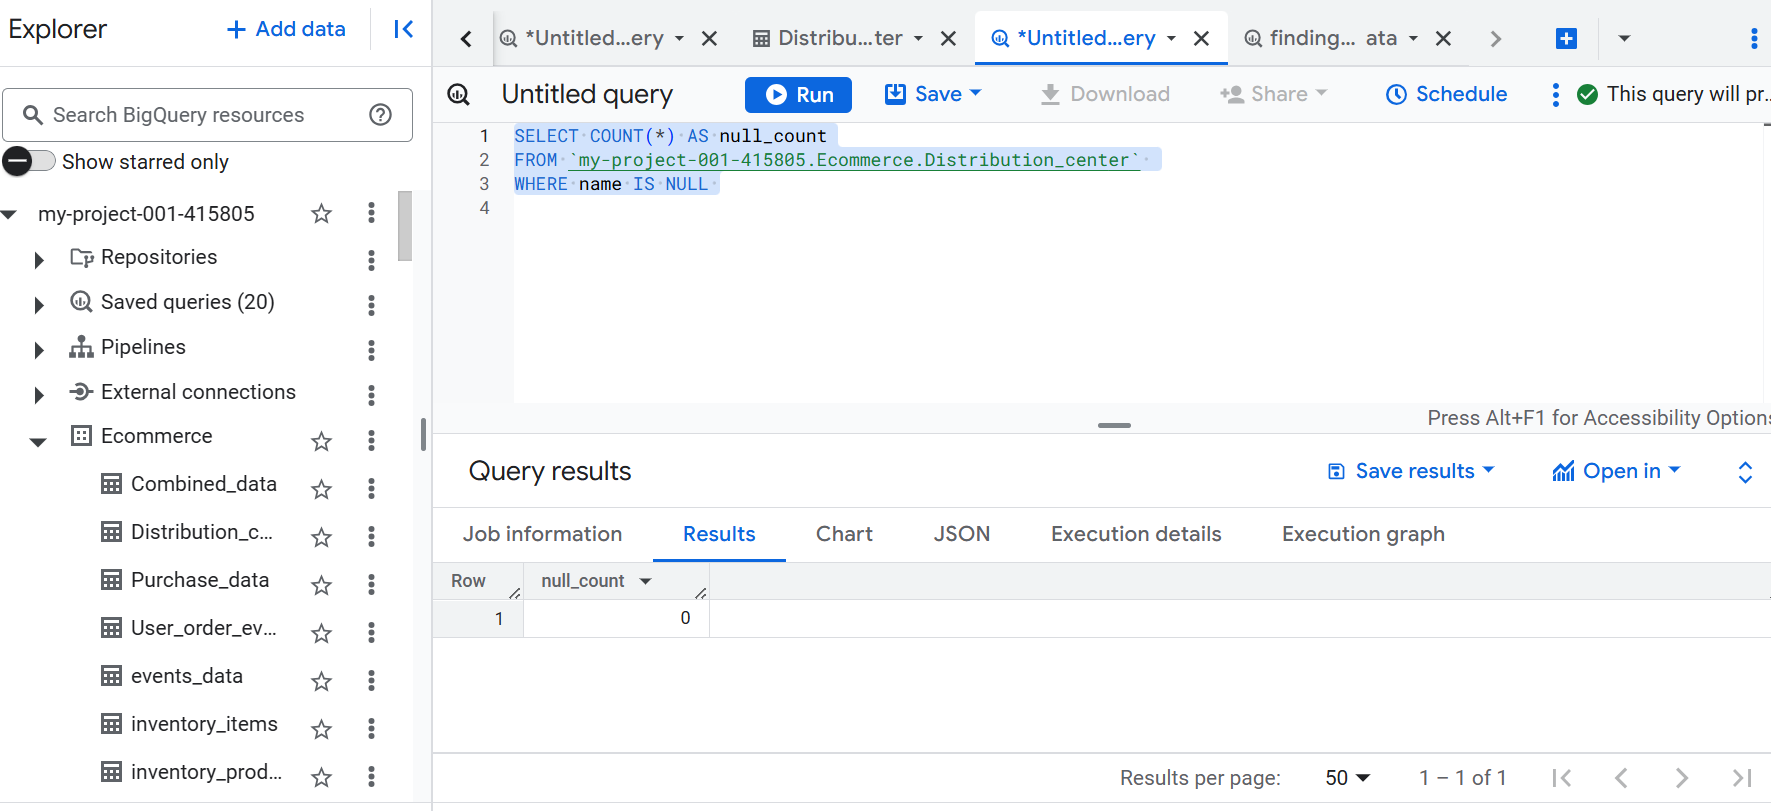 Explorer
+ Add data
Search BigQuery resources
Show starred only
my-project-001-415805
Repositories
Saved queries (20)
Pipelines
External connections
Ecommerce
Combined_data
Distribution_c...
Purchase_data
User_order_ev...
events_data
inventory_items
inventory_prod...
*Untitled...ery
Distribu...ter
*Untitled...ery
finding... ata
Untitled query
Run
Save
Download
Share
Schedule
This query will pr...
1 SELECT COUNT(*) AS null_count
2 FROM `my-project-001-415805.Ecommerce.Distribution_center`
3 WHERE name IS NULL
4
Press Alt+F1 for Accessibility Options
Query results
Save results
Open in
Job information
Results
Chart
JSON
Execution details
Execution graph
Row null_count
1 0
Results per page: 50 1 – 1 of 1